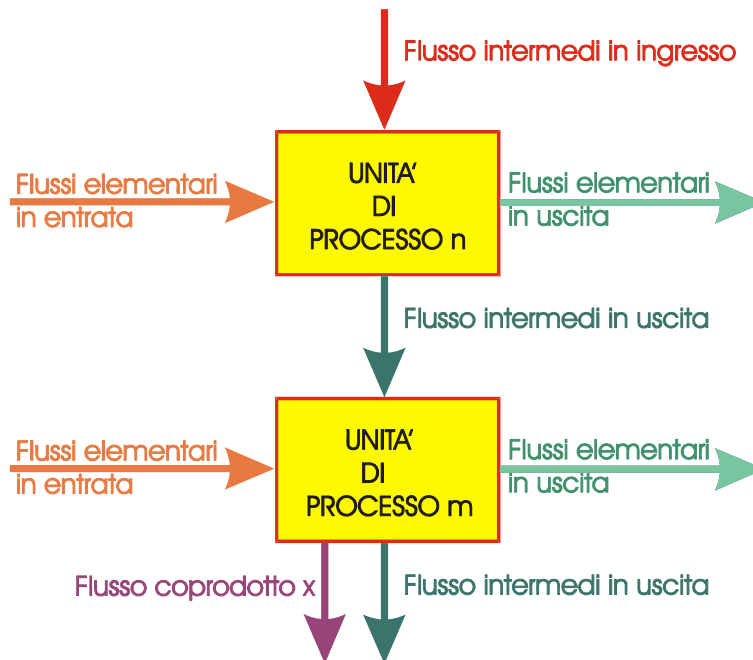 Flusso intermedi in ingresso
UNITA'
DI
PROCESSO n
Flussi elementari
in entrata
Flussi elementari
in uscita
Flusso intermedi in uscita
UNITA'
DI
PROCESSO m
Flussi elementari
in entrata
Flussi elementari
in uscita
Flusso coprodotto x
Flusso intermedi in uscita